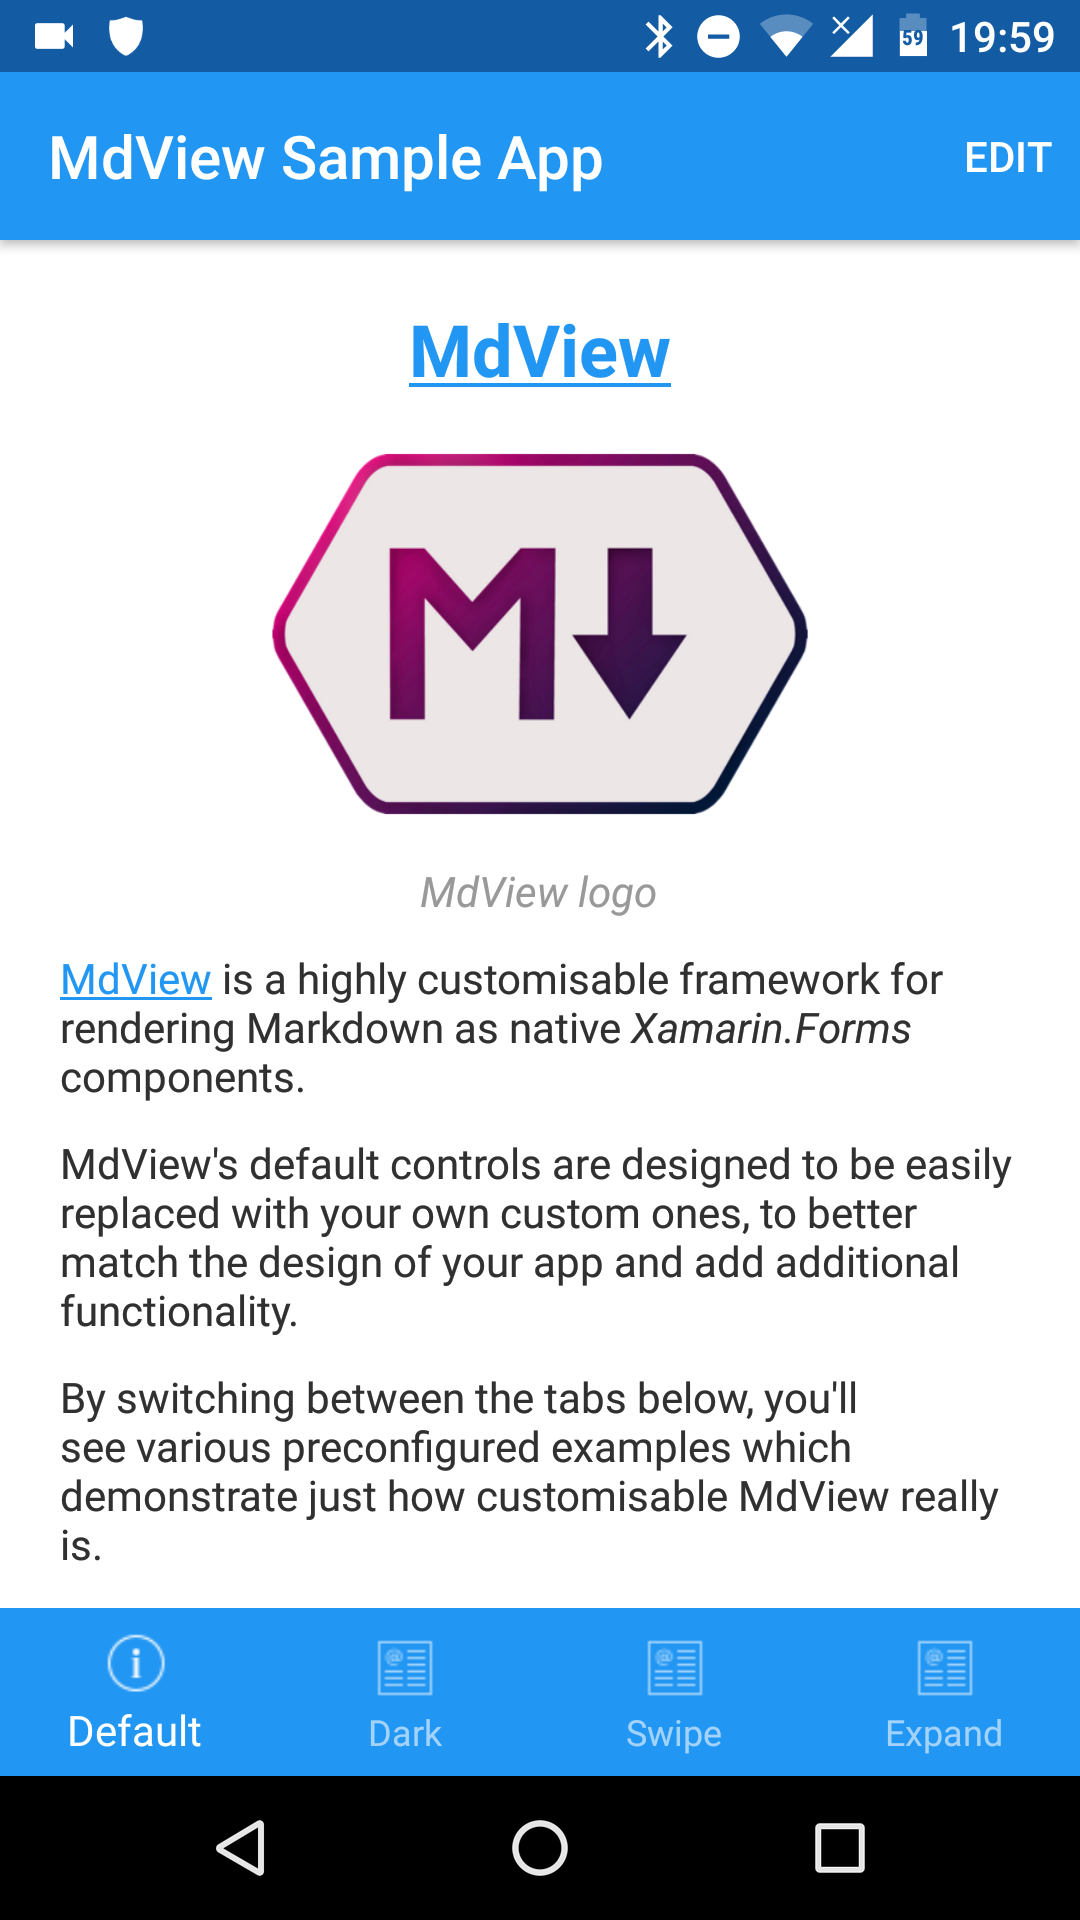 59 19:59
MdView Sample App EDIT
MdView
M
MdView logo
MdView is a highly customisable framework for
rendering Markdown as native Xamarin.Forms
components.
MdView's default controls are designed to be easily
replaced with your own custom ones, to better
match the design of your app and add additional
functionality.
By switching between the tabs below, you'll
see various preconfigured examples which
demonstrate just how customisable MdView really
is.
Default Dark Swipe Expand